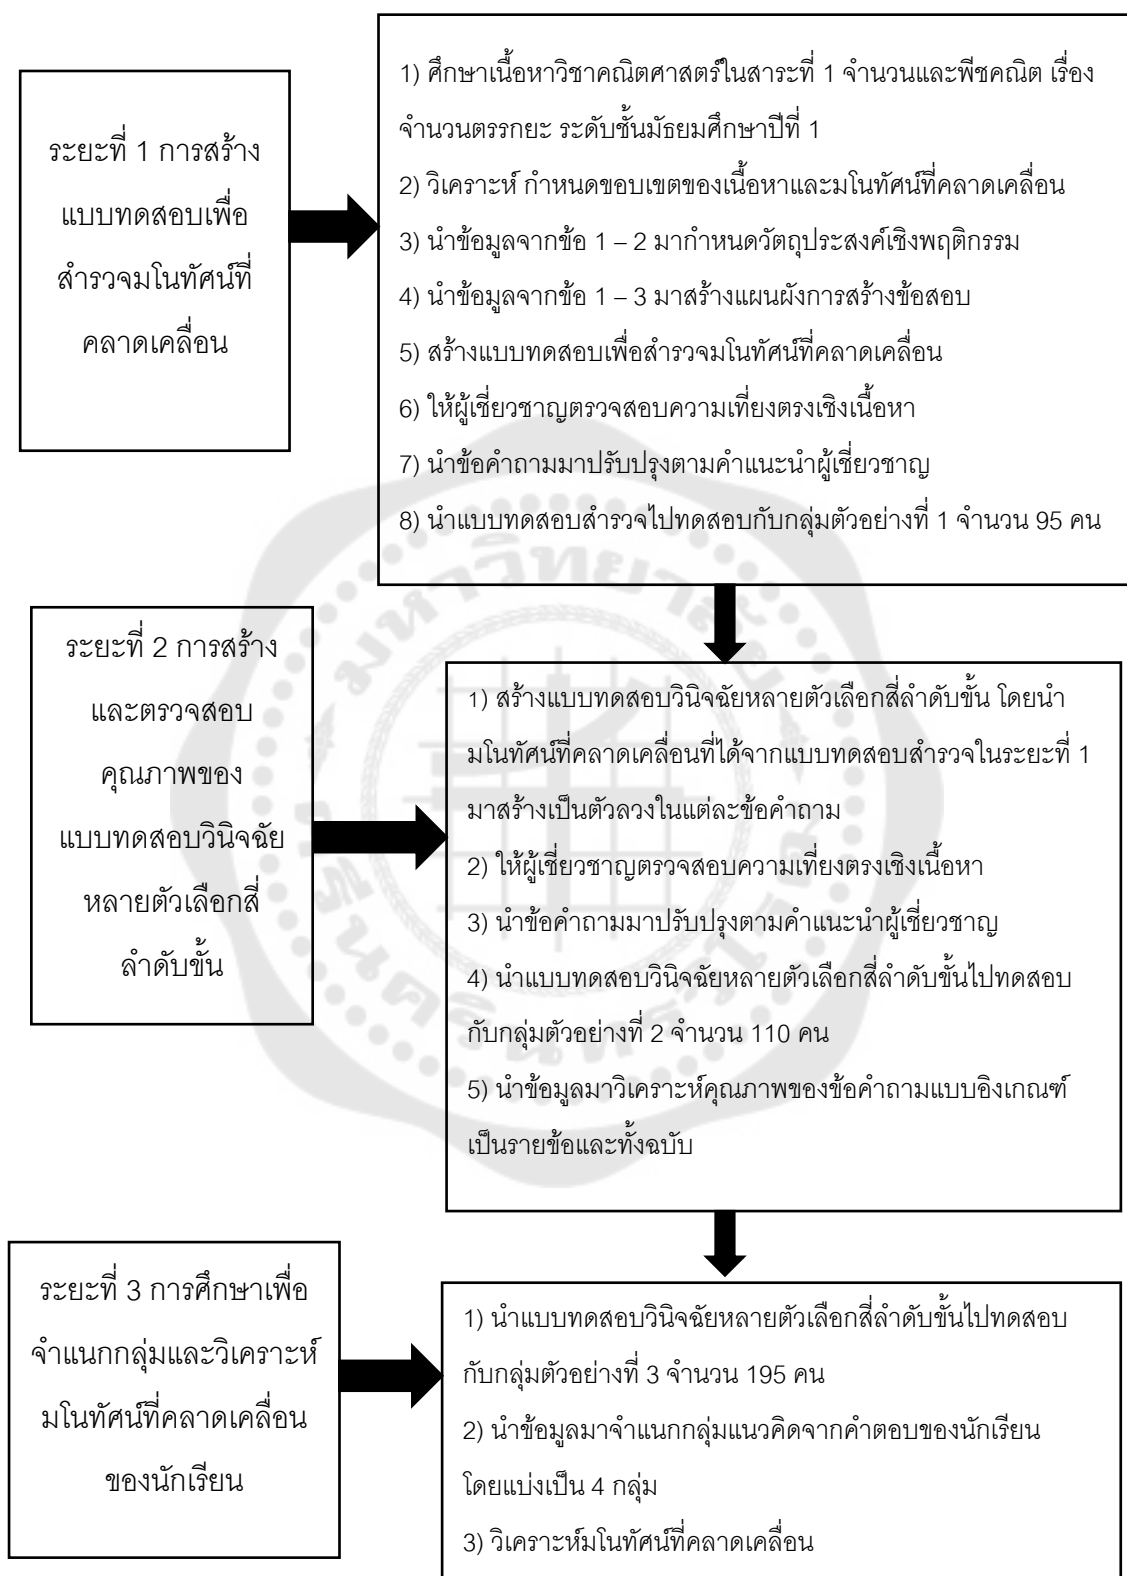 ระยะที่ 1 การสร้าง
แบบทดสอบเพื่อ
สำรวจมโนทัศน์ที่
คลาดเคลื่อน
1) ศึกษาเนื้อหาวิชาคณิตศาสตร์ในสาระที่ 1 จำนวนและพีชคณิต เรื่อง
จำนวนตรรกยะ ระดับชั้นมัธยมศึกษาปีที่ 1
2) วิเคราะห์ กำหนดขอบเขตของเนื้อหาและมโนทัศน์ที่คลาดเคลื่อน
3) นำข้อมูลจากข้อ 1 – 2 มากำหนดวัตถุประสงค์เชิงพฤติกรรม
4) นำข้อมูลจากข้อ 1 – 3 มาสร้างแผนผังการสร้างข้อสอบ
5) สร้างแบบทดสอบเพื่อสำรวจมโนทัศน์ที่คลาดเคลื่อน
6) ให้ผู้เชี่ยวชาญตรวจสอบความเที่ยงตรงเชิงเนื้อหา
7) นำข้อคำถามมาปรับปรุงตามคำแนะนำผู้เชี่ยวชาญ
8) นำแบบทดสอบสำรวจไปทดสอบกับกลุ่มตัวอย่างที่ 1 จำนวน 95 คน
ระยะที่ 2 การสร้าง
และตรวจสอบ
คุณภาพของ
แบบทดสอบวินิจฉัย
หลายตัวเลือกสี่
ลำดับขั้น
1) สร้างแบบทดสอบวินิจฉัยหลายตัวเลือกสี่ลำดับขั้น โดยนำ
มโนทัศน์ที่คลาดเคลื่อนที่ได้จากแบบทดสอบสำรวจในระยะที่ 1
มาสร้างเป็นตัวลวงในแต่ละข้อคำถาม
2) ให้ผู้เชี่ยวชาญตรวจสอบความเที่ยงตรงเชิงเนื้อหา
3) นำข้อคำถามมาปรับปรุงตามคำแนะนำผู้เชี่ยวชาญ
4) นำแบบทดสอบวินิจฉัยหลายตัวเลือกสี่ลำดับขั้นไปทดสอบ
กับกลุ่มตัวอย่างที่ 2 จำนวน 110 คน
5) นำข้อมูลมาวิเคราะห์คุณภาพของข้อคำถามแบบอิงเกณฑ์
เป็นรายข้อและทั้งฉบับ
ระยะที่ 3 การศึกษาเพื่อ
จำแนกกลุ่มและวิเคราะห์
มโนทัศน์ที่คลาดเคลื่อน
ของนักเรียน
1) นำแบบทดสอบวินิจฉัยหลายตัวเลือกสี่ลำดับขั้นไปทดสอบ
กับกลุ่มตัวอย่างที่ 3 จำนวน 195 คน
2) นำข้อมูลมาจำแนกกลุ่มแนวคิดจากคำตอบของนักเรียน
โดยแบ่งเป็น 4 กลุ่ม
3) วิเคราะห์มโนทัศน์ที่คลาดเคลื่อน
มหาวิทยาลัย
ศรีนครินทรวิโรฒ